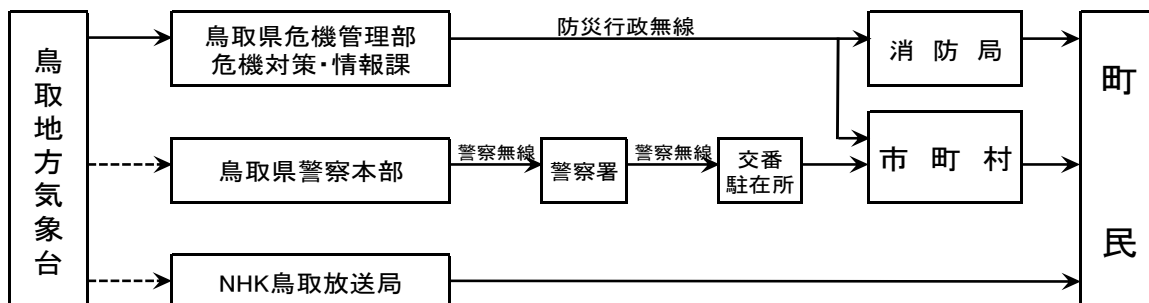 鳥取地方気象台
鳥取県危機管理部
危機対策・情報課
防災行政無線
消防局
鳥取県警察本部
警察無線
警察署
警察無線
交番
駐在所
市町村
NHK鳥取放送局
町民